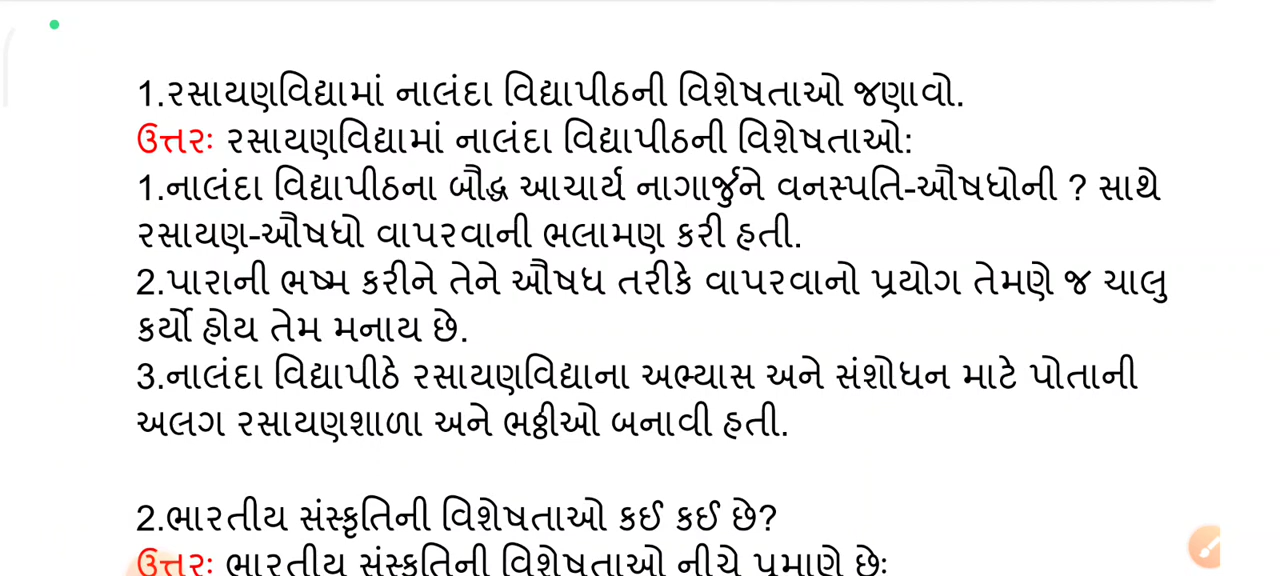 1.રસાયણવિદ્યામાં નાલંદા વિદ્યાપીઠની વિશેષતાઓ જણાવો.
ઉત્તરઃ રસાયણવિદ્યામાં નાલંદા વિદ્યાપીઠની વિશેષતાઓ:
1.નાલંદા વિદ્યાપીઠના બૌદ્ધ આચાર્ય નાગાર્જુને વનસ્પતિ-ઔષધોની ? સાથે
રસાયણ-ઔષધો વાપરવાની ભલામણ કરી હતી.
2.પારાની ભષ્મ કરીને તેને ઔષધ તરીકે વાપરવાનો પ્રયોગ તેમણે જ ચાલુ
કર્યો હોય તેમ મનાય છે.
3.નાલંદા વિદ્યાપીઠે રસાયણવિદ્યાના અભ્યાસ અને સંશોધન માટે પોતાની
અલગ રસાયણશાળા અને ભઠ્ઠીઓ બનાવી હતી.
2.ભારતીય સંસ્કૃતિની વિશેષતાઓ કઈ કઈ છે?
ઉત્તરઃ ભારતીય સંસ્કૃતિની વિશેષતાઓ નીચે પ્રમાણે છેઃ